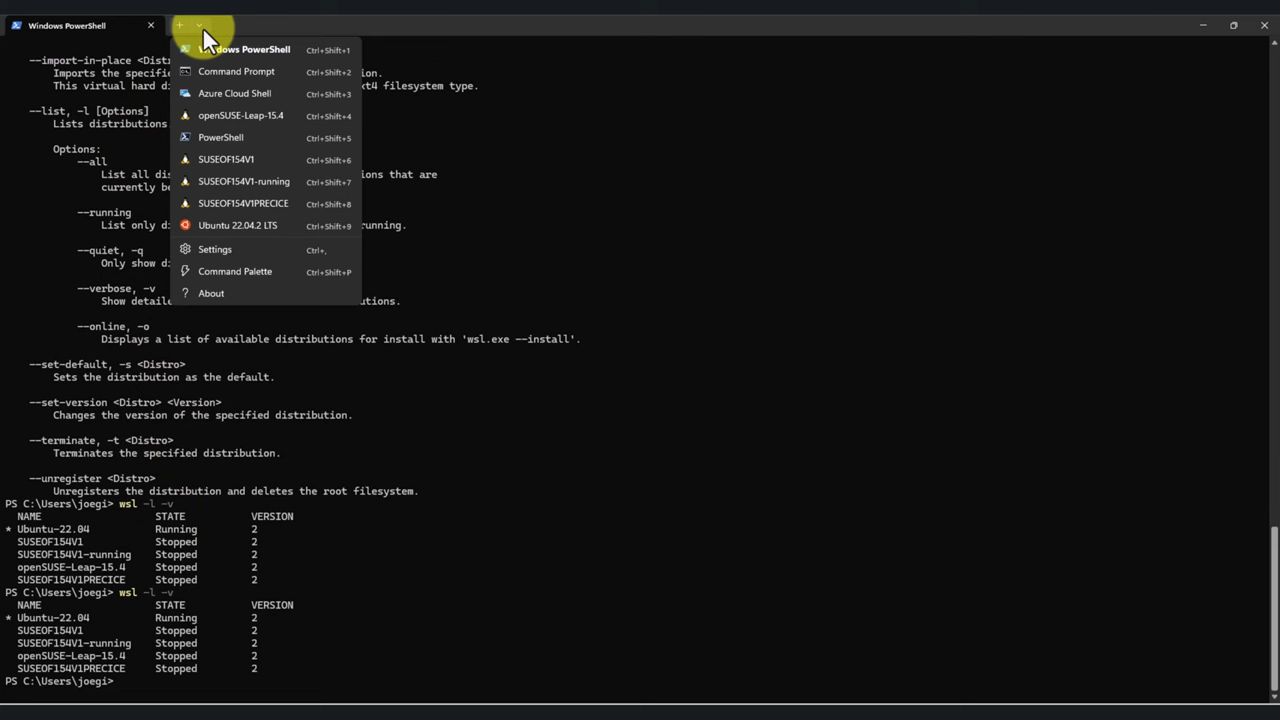 Windows PowerShell
--import-in-place <Distr
Imports the specifi
on.
This virtual hard di
xt4 filesystem type.
--list, -l [Options]
Lists distributions
Options:
--all
List all dis
ions that are
currently be
--running
List only di
running.
--quiet, -q
Only show di
--verbose, -v
Show detaile
utions.
--online, -o
Displays a list of available distributions for install with 'wsl.exe --install'.
--set-default, -s <Distro>
Sets the distribution as the default.
--set-version <Distro> <Version>
Changes the version of the specified distribution.
--terminate, -t <Distro>
Terminates the specified distribution.
--unregister <Distro>
Unregisters the distribution and deletes the root filesystem.
PS C:\Users\joegi> wsl -l -v
NAME STATE VERSION
* Ubuntu-22.04 Running 2
SUSEOF154V1 Stopped 2
SUSEOF154V1-running Stopped 2
openSUSE-Leap-15.4 Stopped 2
SUSEOF154V1PRECICE Stopped 2
PS C:\Users\joegi> wsl -l -v
NAME STATE VERSION
* Ubuntu-22.04 Running 2
SUSEOF154V1 Stopped 2
SUSEOF154V1-running Stopped 2
openSUSE-Leap-15.4 Stopped 2
SUSEOF154V1PRECICE Stopped 2
PS C:\Users\joegi>
Windows PowerShell Ctrl+Shift+1
Command Prompt Ctrl+Shift+2
Azure Cloud Shell Ctrl+Shift+3
openSUSE-Leap-15.4 Ctrl+Shift+4
PowerShell Ctrl+Shift+5
SUSEOF154V1 Ctrl+Shift+6
SUSEOF154V1-running Ctrl+Shift+7
SUSEOF154V1PRECICE Ctrl+Shift+8
Ubuntu 22.04.2 LTS Ctrl+Shift+9
Settings Ctrl+,
Command Palette Ctrl+Shift+P
About